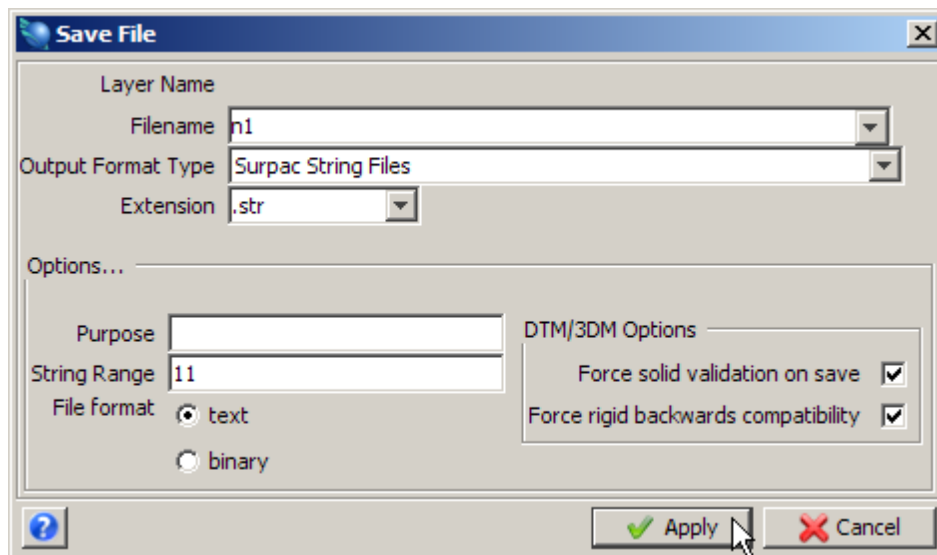 Save File
Layer Name
Filename n1
Output Format Type Surpac String Files
Extension .str
Options...
Purpose
String Range 11
File format text
binary
DTM/3DM Options
Force solid validation on save
Force rigid backwards compatibility
Apply Cancel